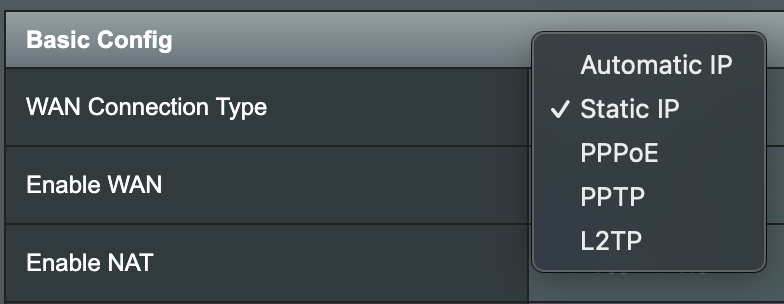 Basic Config
WAN Connection Type
Automatic IP
✓ Static IP
PPPoE
PPTP
L2TP
Enable WAN
Enable NAT